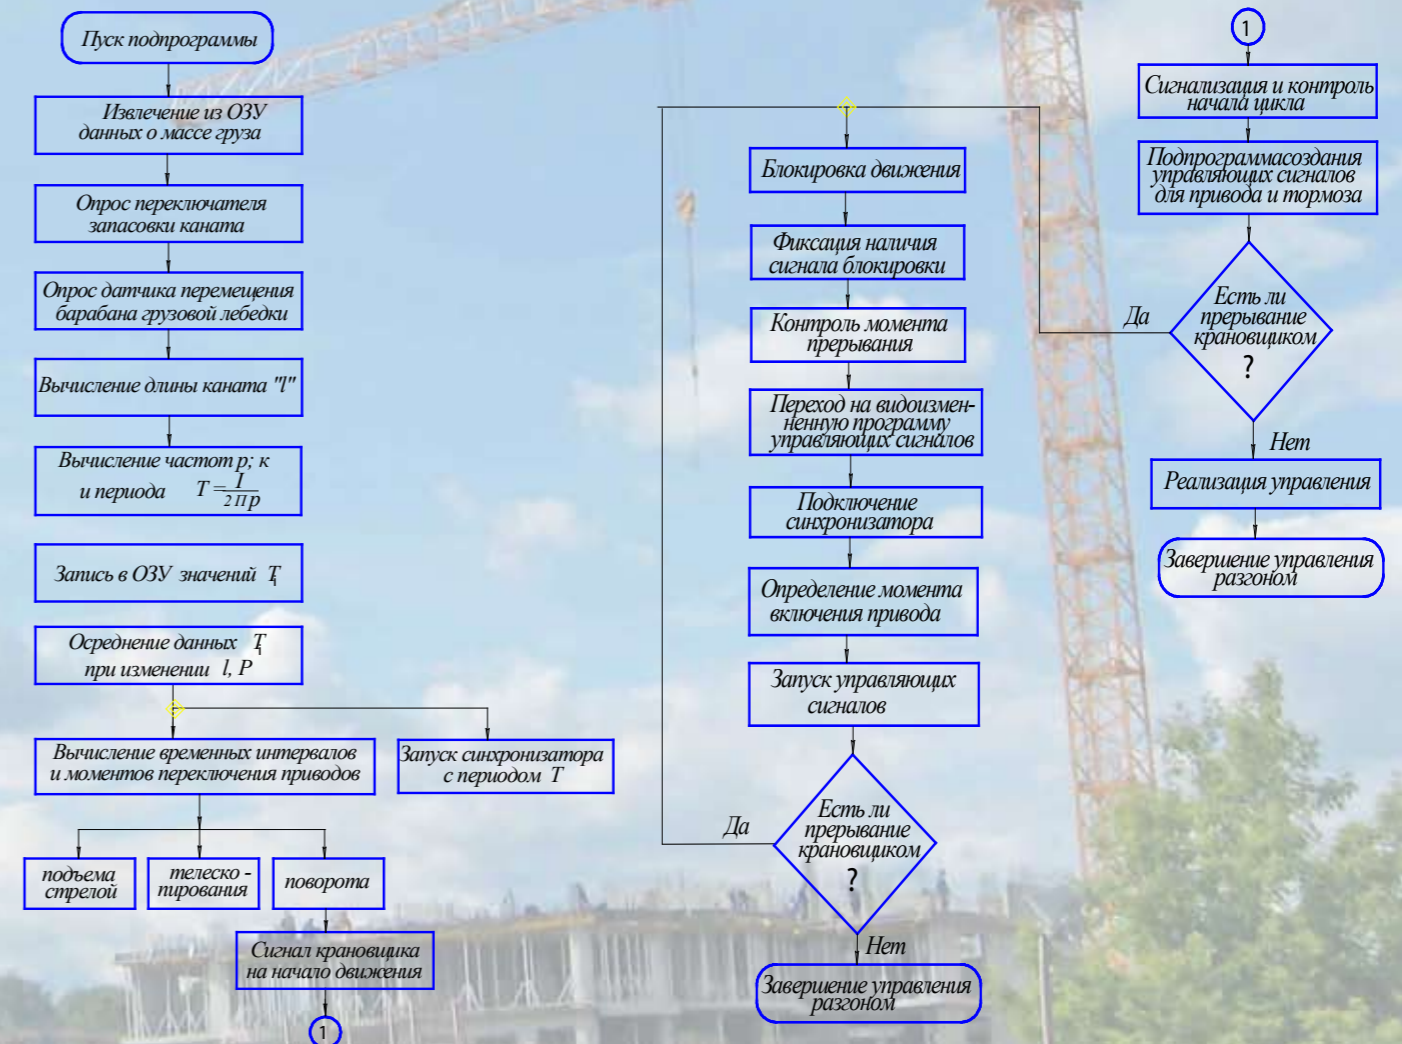 Пуск подпрограммы
Извлечение из ОЗУ
данных о массе груза
Опрос переключателя
запасовки каната
Опрос датчика перемещения
барабана грузовой лебедки
Вычисление длины каната "l"
Вычисление частот р; к
и периода T = I
2 П р
Запись в ОЗУ значений Ti
Осреднение данных Ti
при изменении l, P
Вычисление временных интервалов
и моментов переключения приводов
Запуск синхронизатора
с периодом T
подъема
стрелой
телеско -
пирования
поворота
Сигнал крановщика
на начало движения
1
Блокировка движения
Фиксация наличия
сигнала блокировки
Контроль момента
прерывания
Переход на видоизмен-
ненную программу
управляющих сигналов
Подключение
синхронизатора
Определение момента
включения привода
Запуск управляющих
сигналов
Есть ли
прерывание
крановщиком
?
Да
Нет
Завершение управления
разгоном
1
Сигнализация и контроль
начала цикла
Подпрограммасоздания
управляющих сигналов
для привода и тормоза
Есть ли
прерывание
крановщиком
?
Да
Нет
Реализация управления
Завершение управления
разгоном